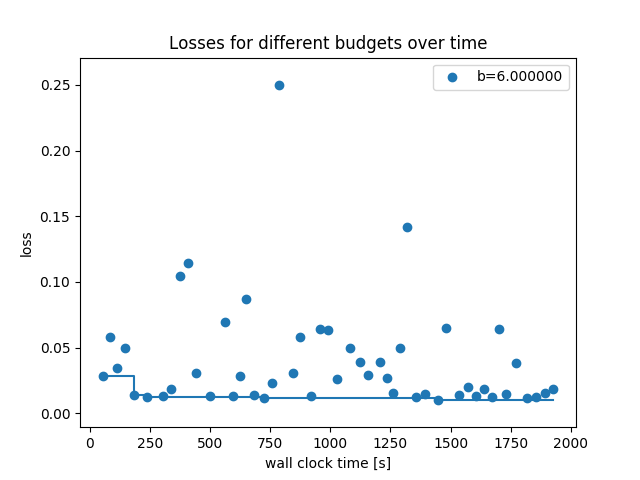 Losses for different budgets over time
b=6.000000
0.25
0.20
0.15
0.10
0.05
0.00
loss
0 250 500 750 1000 1250 1500 1750 2000
wall clock time [s]